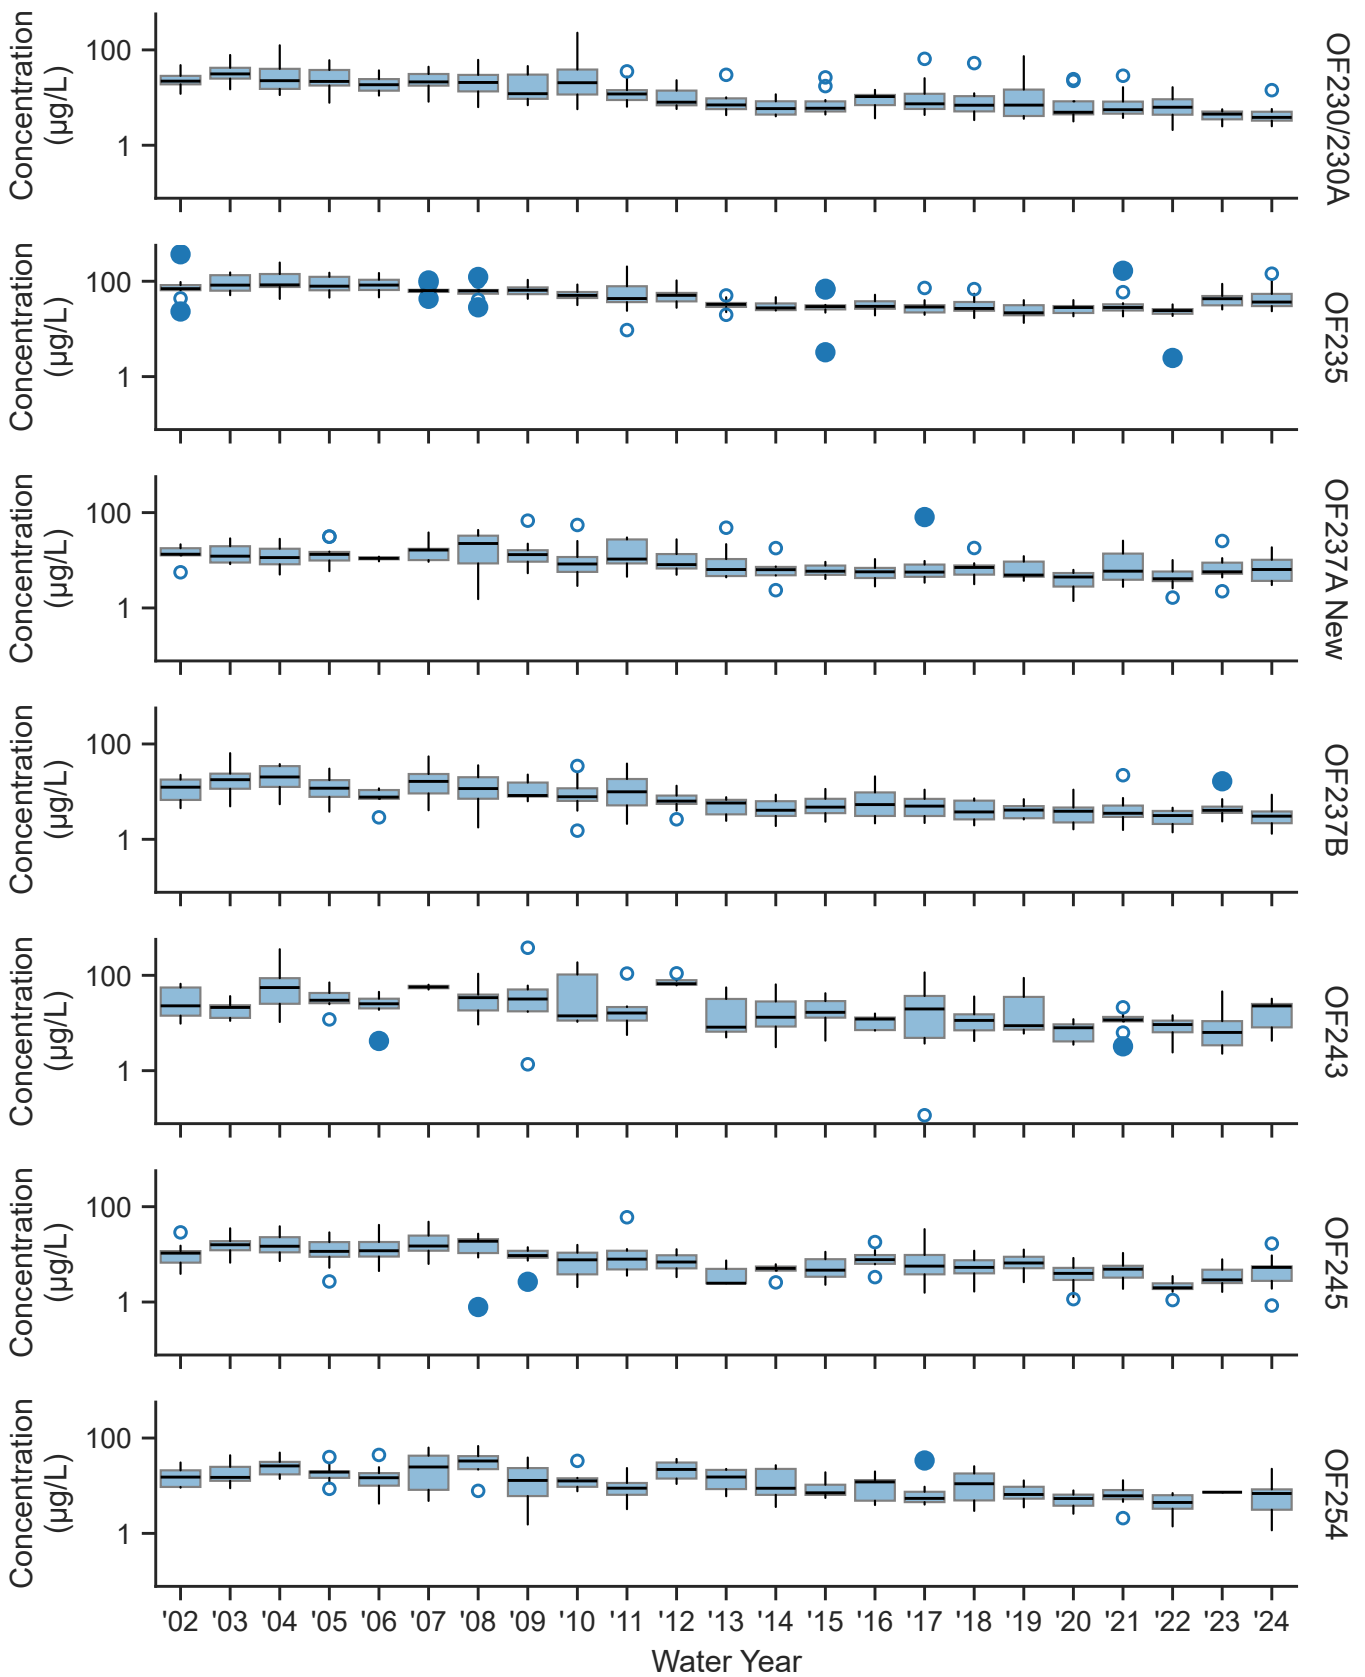 Concentration
(µg/L)
100
1
OF230/230A
Concentration
(µg/L)
100
1
OF235
Concentration
(µg/L)
100
1
OF237A New
Concentration
(µg/L)
100
1
OF237B
Concentration
(µg/L)
100
1
OF243
Concentration
(µg/L)
100
1
OF245
Concentration
(µg/L)
100
1
OF254
'02 '03 '04 '05 '06 '07 '08 '09 '10 '11 '12 '13 '14 '15 '16 '17 '18 '19 '20 '21 '22 '23 '24
Water Year